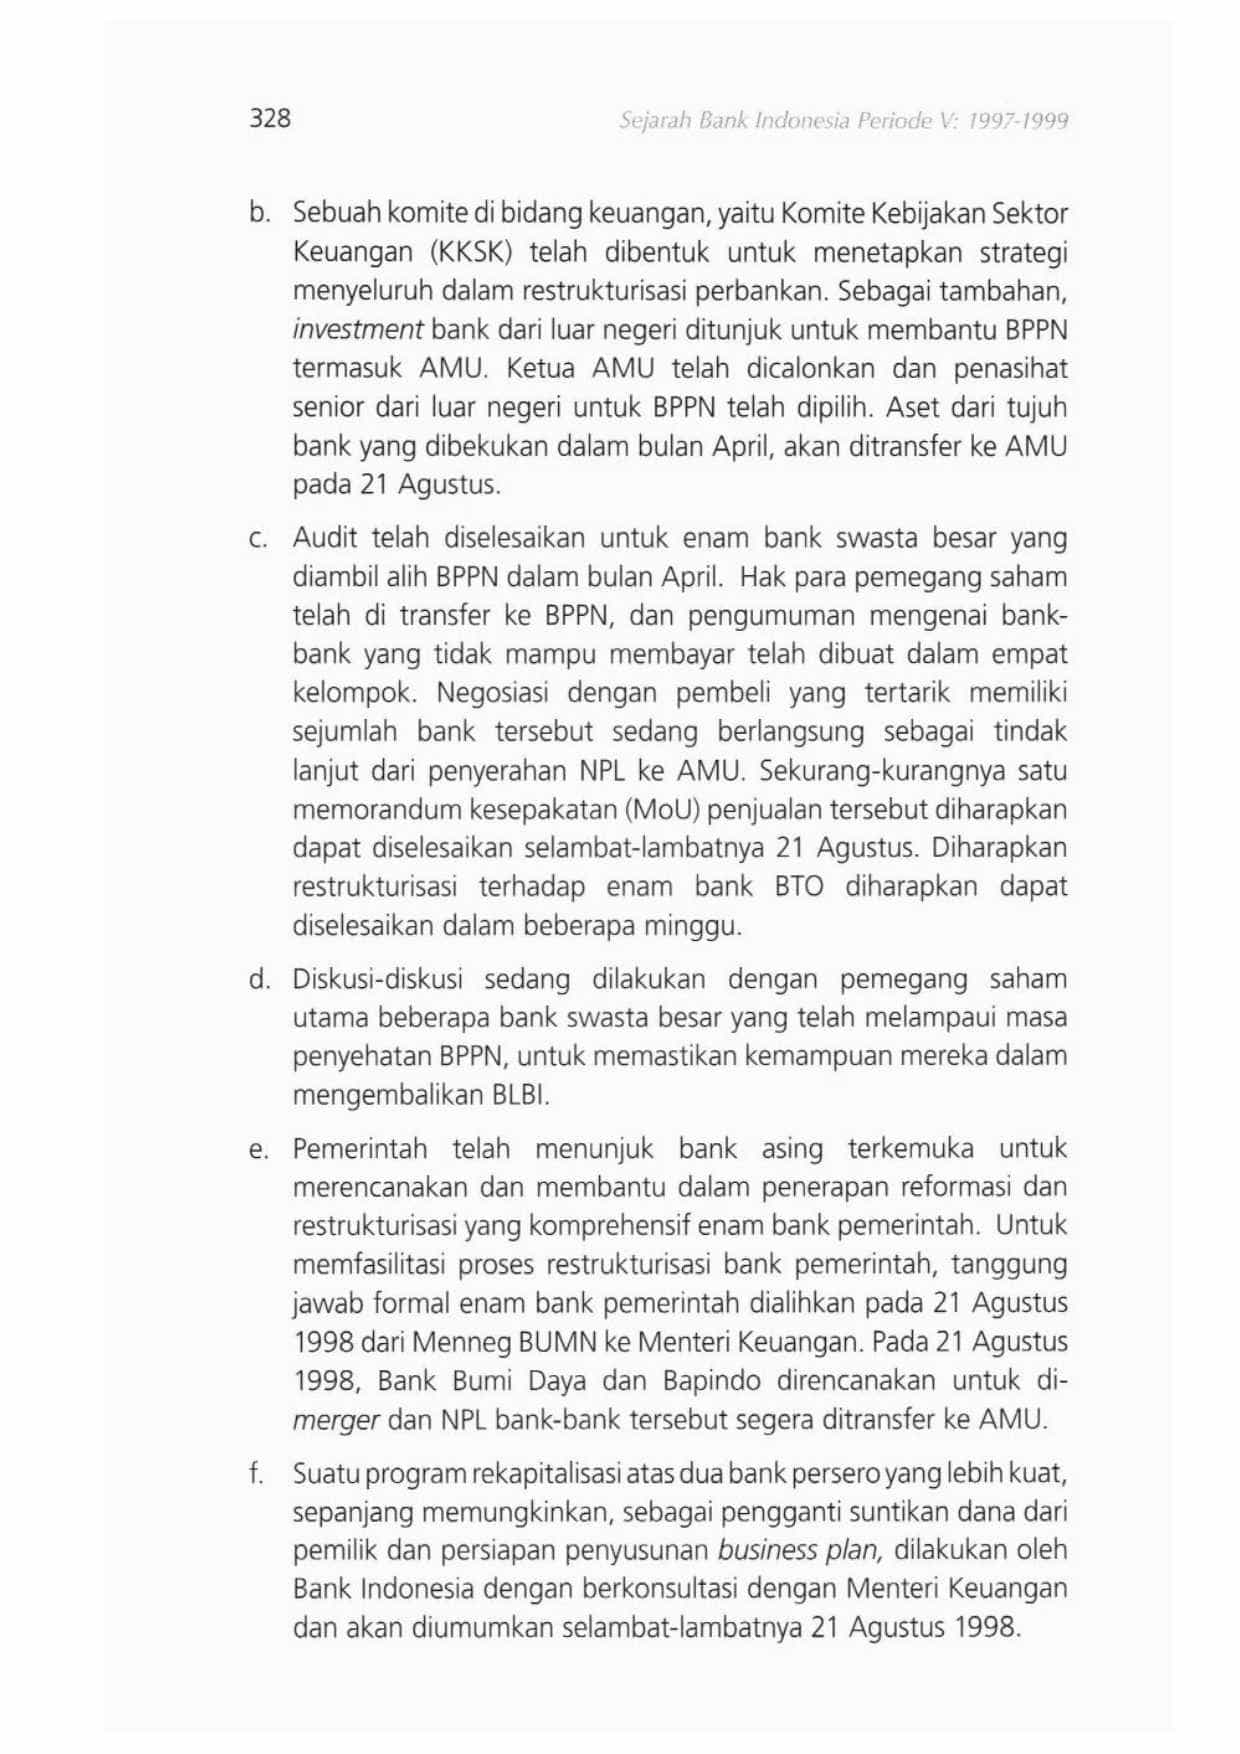 328
Sejarah Bank Indonesia Periode V: 1997-1999
b. Sebuah komite di bidang keuangan, yaitu Komite Kebijakan Sektor
Keuangan (KKSK) telah dibentuk untuk menetapkan strategi
menyeluruh dalam restrukturisasi perbankan. Sebagai tambahan,
investment bank dari luar negeri ditunjuk untuk membantu BPPN
termasuk AMU. Ketua AMU telah dicalonkan dan penasihat
senior dari luar negeri untuk BPPN telah dipilih. Aset dari tujuh
bank yang dibekukan dalam bulan April, akan ditransfer ke AMU
pada 21 Agustus.
c. Audit telah diselesaikan untuk enam bank swasta besar yang
diambil alih BPPN dalam bulan April. Hak para pemegang saham
telah di transfer ke BPPN, dan pengumuman mengenai bank-
bank yang tidak mampu membayar telah dibuat dalam empat
kelompok. Negosiasi dengan pembeli yang tertarik memiliki
sejumlah bank tersebut sedang berlangsung sebagai tindak
lanjut dari penyerahan NPL ke AMU. Sekurang-kurangnya satu
memorandum kesepakatan (MoU) penjualan tersebut diharapkan
dapat diselesaikan selambat-lambatnya 21 Agustus. Diharapkan
restrukturisasi terhadap enam bank BTO diharapkan dapat
diselesaikan dalam beberapa minggu.
d. Diskusi-diskusi sedang dilakukan dengan pemegang saham
utama beberapa bank swasta besar yang telah melampaui masa
penyehatan BPPN, untuk memastikan kemampuan mereka dalam
mengembalikan BLBI.
e. Pemerintah telah menunjuk bank asing terkemuka untuk
merencanakan dan membantu dalam penerapan reformasi dan
restrukturisasi yang komprehensif enam bank pemerintah. Untuk
memfasilitasi proses restrukturisasi bank pemerintah, tanggung
jawab formal enam bank pemerintah dialihkan pada 21 Agustus
1998 dari Menneg BUMN ke Menteri Keuangan. Pada 21 Agustus
1998, Bank Bumi Daya dan Bapindo direncanakan untuk di-
merger dan NPL bank-bank tersebut segera ditransfer ke AMU.
f. Suatu program rekapitalisasi atas dua bank persero yang lebih kuat,
sepanjang memungkinkan, sebagai pengganti suntikan dana dari
pemilik dan persiapan penyusunan business plan, dilakukan oleh
Bank Indonesia dengan berkonsultasi dengan Menteri Keuangan
dan akan diumumkan selambat-lambatnya 21 Agustus 1998.